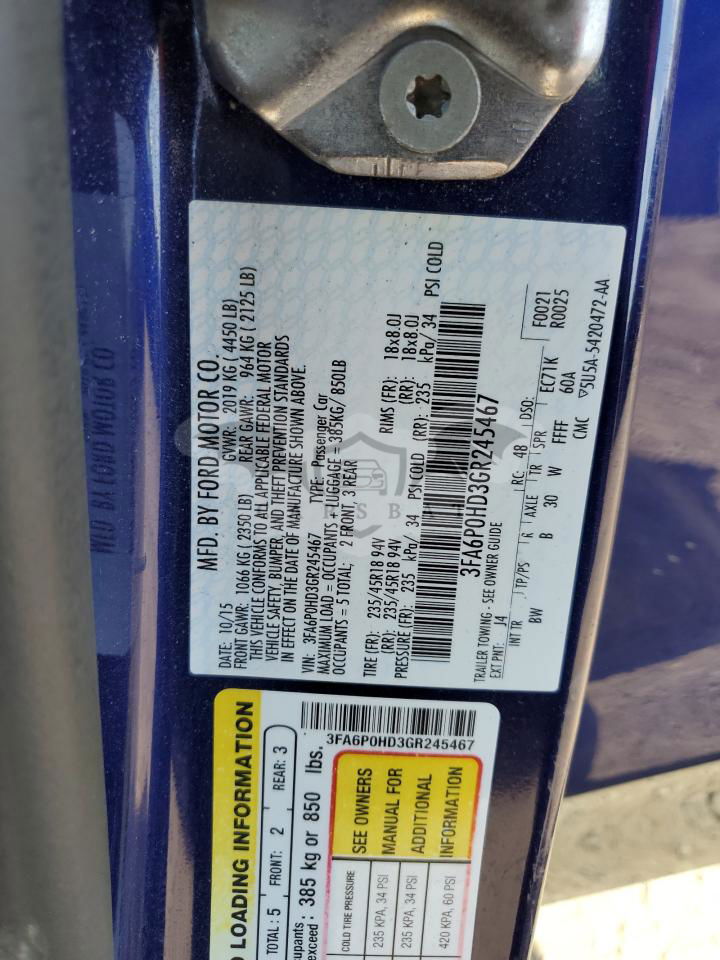 MFD. BY FORD MOTOR CO.
DATE: 10/15 GVWR: 2019 KG (4450 LB)
FRONT GAWR: 1066 KG (2350 LB) REAR GAWR: 964 KG (2125 LB)
THIS VEHICLE CONFORMS TO ALL APPLICABLE FEDERAL MOTOR
VEHICLE SAFETY, BUMPER, AND THEFT PREVENTION STANDARDS
IN EFFECT ON THE DATE OF MANUFACTURE SHOWN ABOVE.
VIN: 3FA6P0HD3GR245467 TYPE: Passenger Car
MAXIMUM LOAD = OCCUPANTS + LUGGAGE = 385KG/ 850LB
OCCUPANTS = 5 TOTAL; 2 FRONT, 3 REAR
TIRE (FR): 235/45R18 94V RIMS (FR): 18x8.0J
(RR): 235/45R18 94V (RR): 18x8.0J
PRESSURE (FR): 235 kPa/ 34 PSI COLD (RR): 235 kPa/ 34 PSI COLD
3FA6P0HD3GR245467
TRAILER TOWING - SEE OWNER GUIDE
EXT PNT: J4 RC: 48 DSO: F0021
R0025
INT TR TP/PS R AXLE TR SPR
BW B 30 W FFF EC71K
60A
CMC ▽5U5A-5420472-AA
3FA6P0HD3GR245467
LOADING INFORMATION
TOTAL: 5 FRONT: 2 REAR: 3
exceed: 385 kg or 850 lbs.
COLD TIRE PRESSURE
235 KPA, 34 PSI
235 KPA, 34 PSI
420 KPA, 60 PSI
SEE OWNERS
MANUAL FOR
ADDITIONAL
INFORMATION